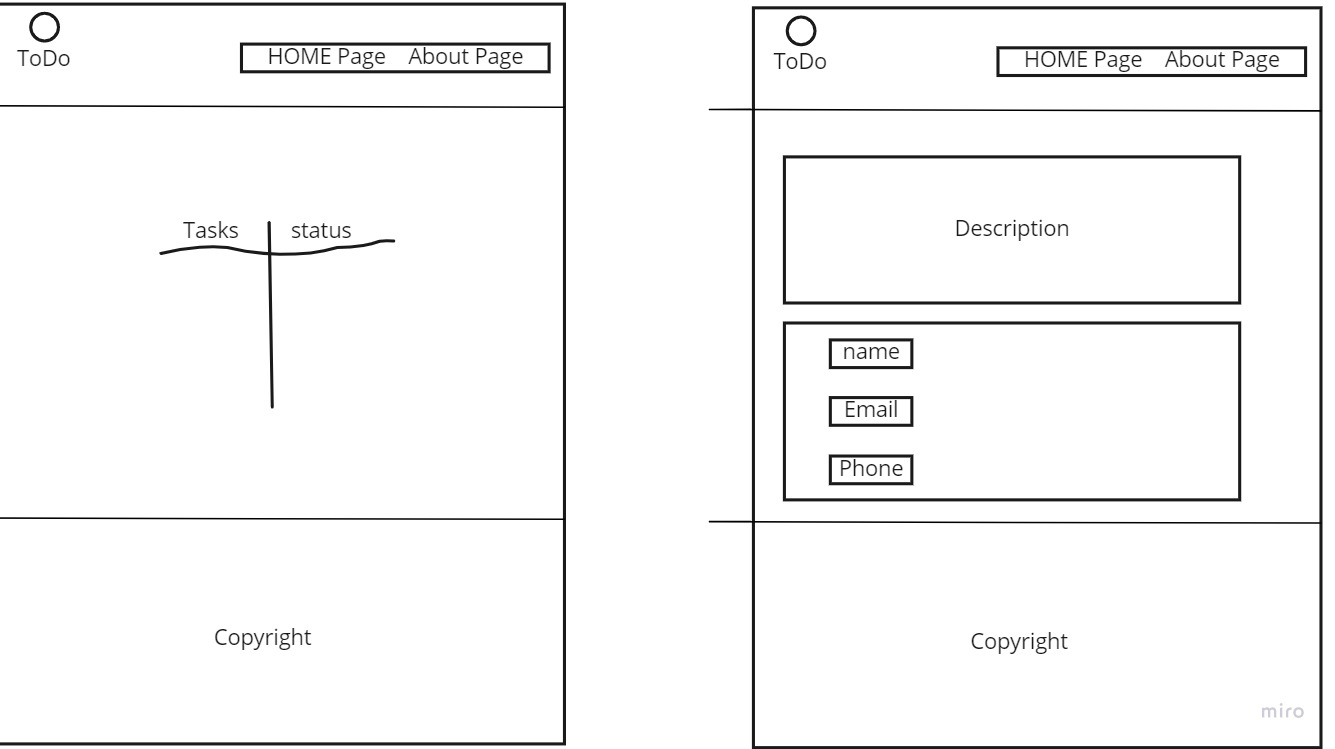 ToDo
HOME Page About Page
Tasks status
Copyright
ToDo
HOME Page About Page
Description
name
Email
Phone
Copyright
miro